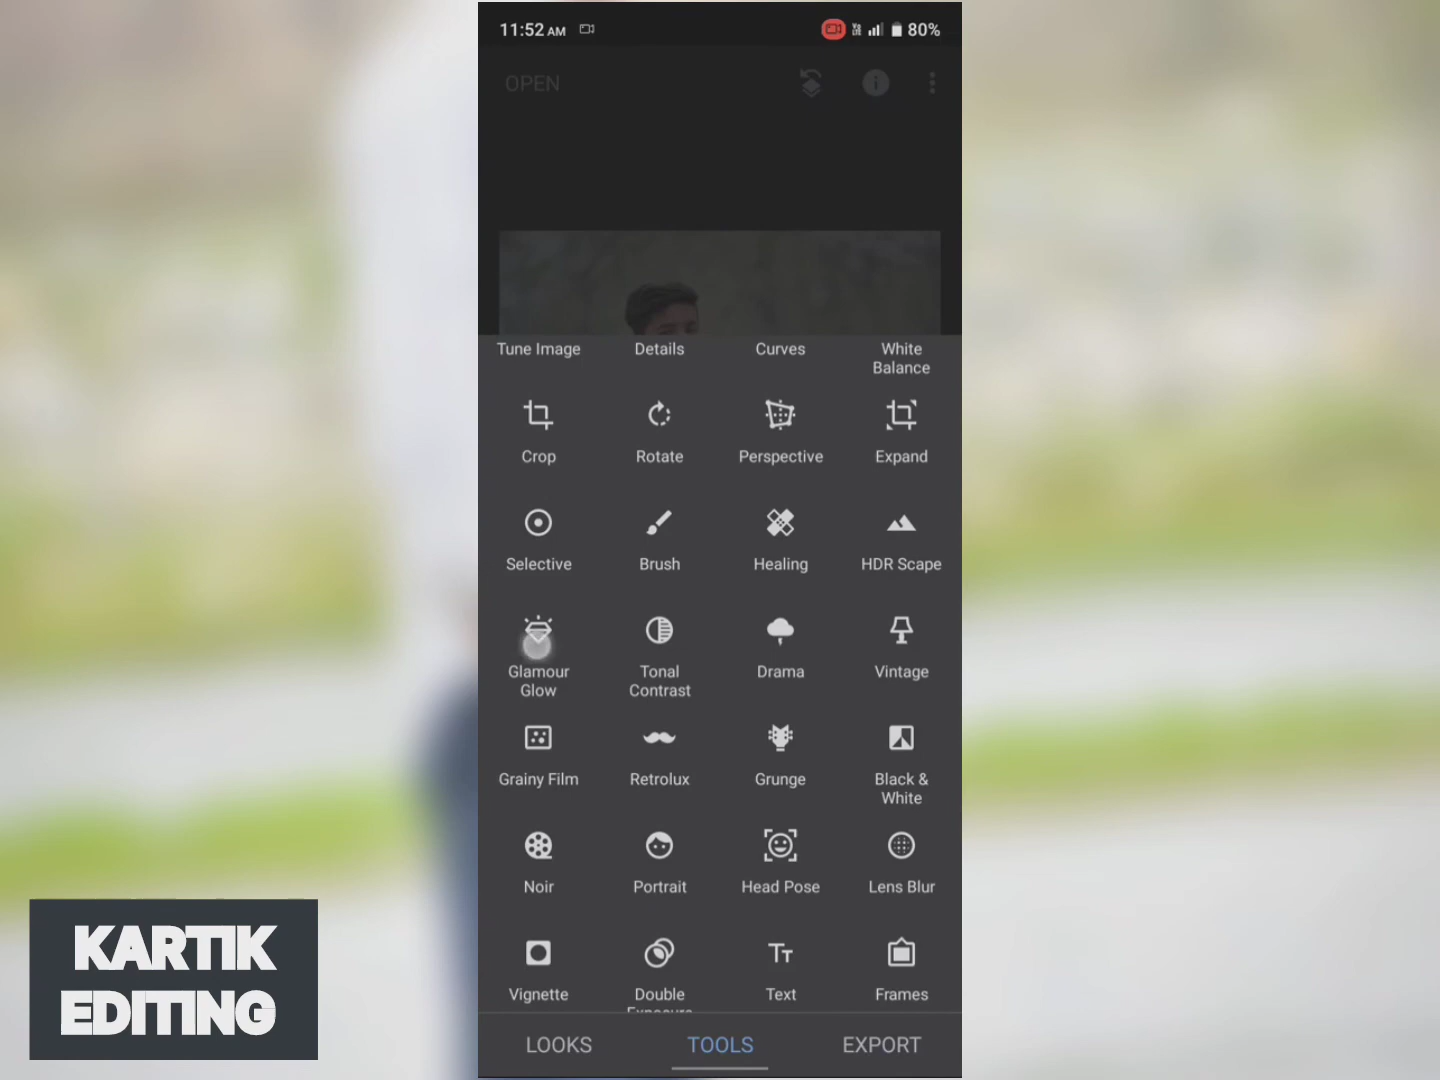 11:52 AM
80%
OPEN
Tune Image
Details
Curves
White
Balance
Crop
Rotate
Perspective
Expand
Selective
Brush
Healing
HDR Scape
Glamour
Glow
Tonal
Contrast
Drama
Vintage
Grainy Film
Retrolux
Grunge
Black &
White
Noir
Portrait
Head Pose
Lens Blur
Vignette
Double
Exposure
Text
Frames
LOOKS
TOOLS
EXPORT
KARTIK
EDITING